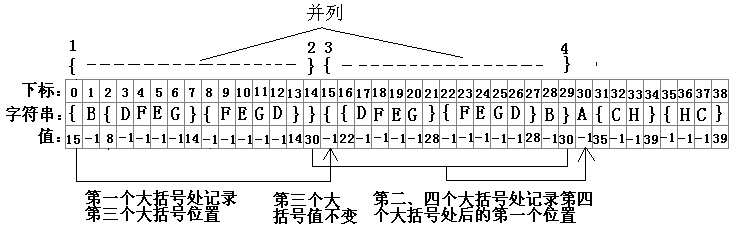 并列
1 2 3 4
{ } { }
下标: 0 1 2 3 4 5 6 7 8 9 10 11 12 13 14 15 16 17 18 19 20 21 22 23 24 25 26 27 28 29 30 31 32 33 34 35 36 37 38
字符串: { B { D F E G } { F E G D } } { { D F E G } { F E G D } B } A { C H } { H C }
值: 15 -1 8 -1 -1 -1 -1 14 -1 -1 -1 -1 -1 14 30 -1 22 -1 -1 -1 -1 28 -1 -1 -1 -1 -1 28 -1 30 -1 35 -1 -1 39 -1 -1 -1 39
第一个大括号处记录
第三个大括号位置
第三个大
括号值不变
第二、四个大括号处记录第四
个大括号处后的第一个位置